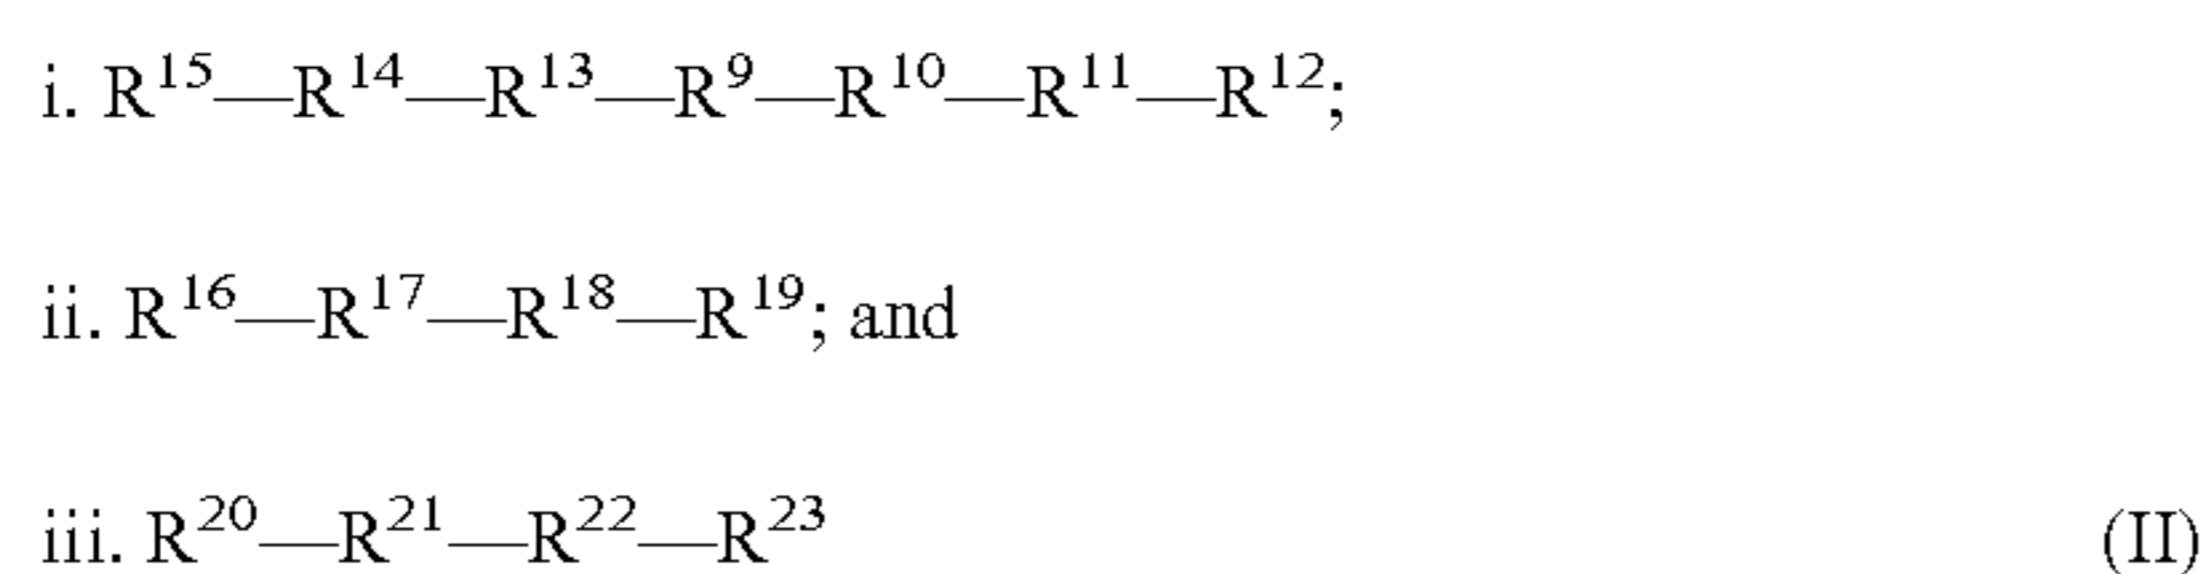 i. R¹⁵—R¹⁴—R¹³—R⁹—R¹⁰—R¹¹—R¹²;
ii. R¹⁶—R¹⁷—R¹⁸—R¹⁹; and
iii. R²⁰—R²¹—R²²—R²³ (II)